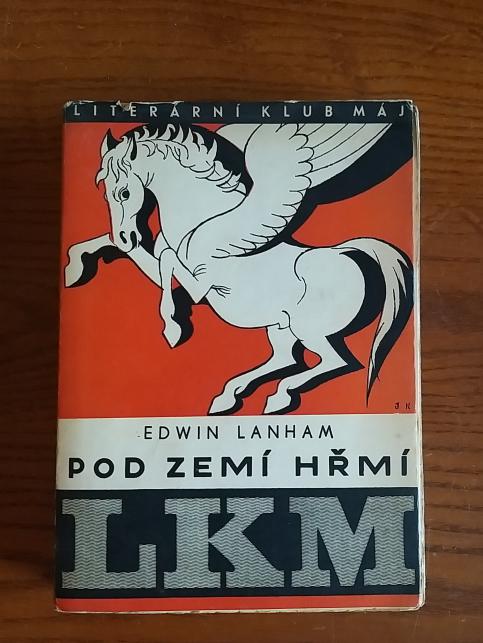 LITERÁRNÍ KLUB MÁJ
J K
EDWIN LANHAM
POD ZEMÍ HŘMÍ
LKM